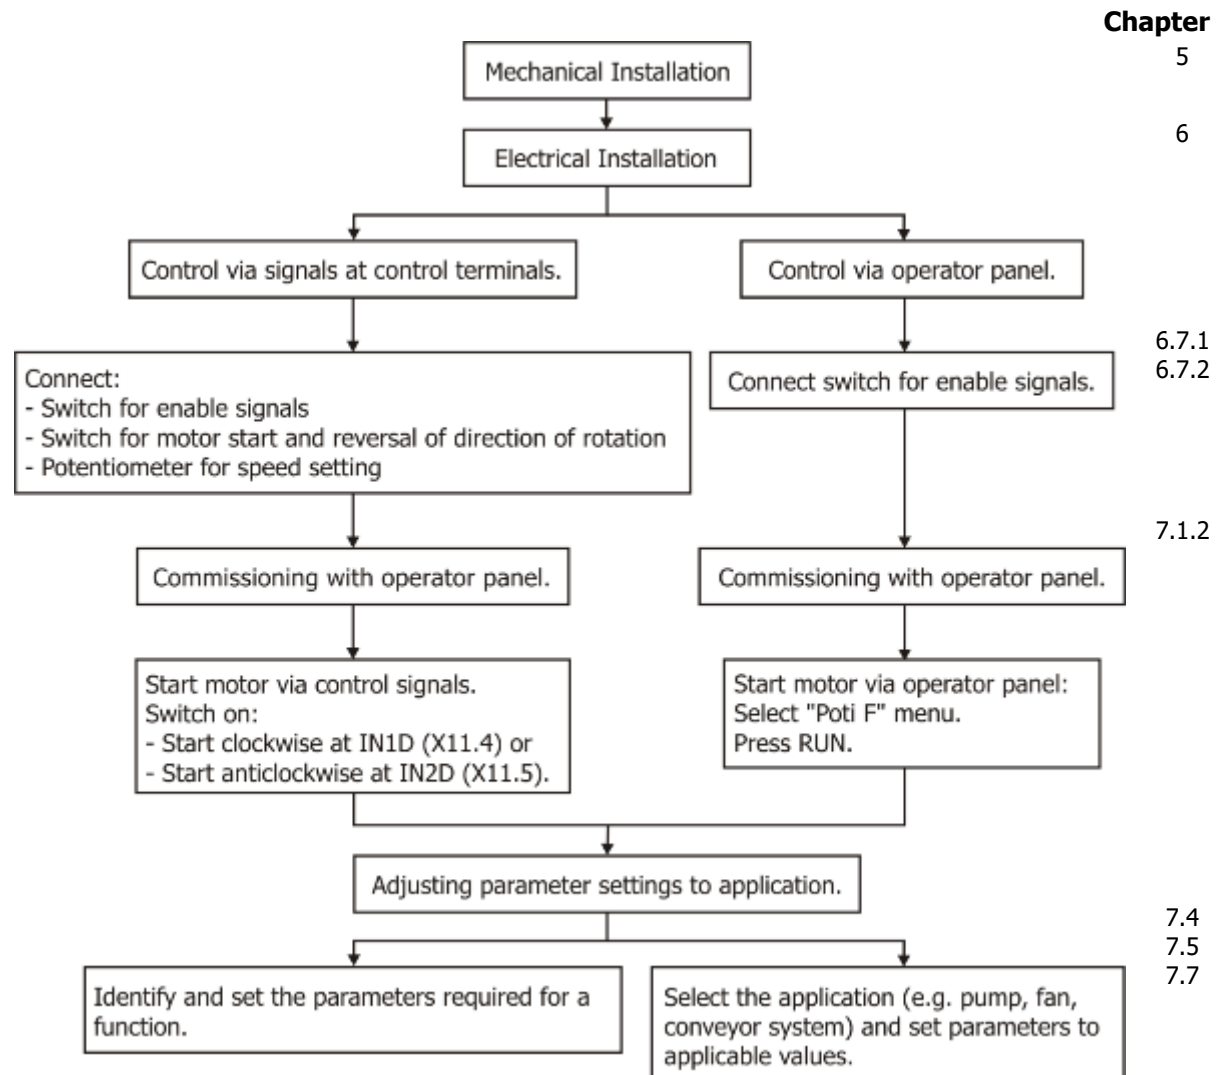 Chapter
Mechanical Installation
5
Electrical Installation
6
Control via signals at control terminals.
Control via operator panel.
Connect:
- Switch for enable signals
- Switch for motor start and reversal of direction of rotation
- Potentiometer for speed setting
Connect switch for enable signals.
6.7.1
6.7.2
7.1.2
Commissioning with operator panel.
Commissioning with operator panel.
Start motor via control signals.
Switch on:
- Start clockwise at IN1D (X11.4) or
- Start anticlockwise at IN2D (X11.5).
Start motor via operator panel:
Select "Poti F" menu.
Press RUN.
Adjusting parameter settings to application.
7.4
7.5
7.7
Identify and set the parameters required for a
function.
Select the application (e.g. pump, fan,
conveyor system) and set parameters to
applicable values.